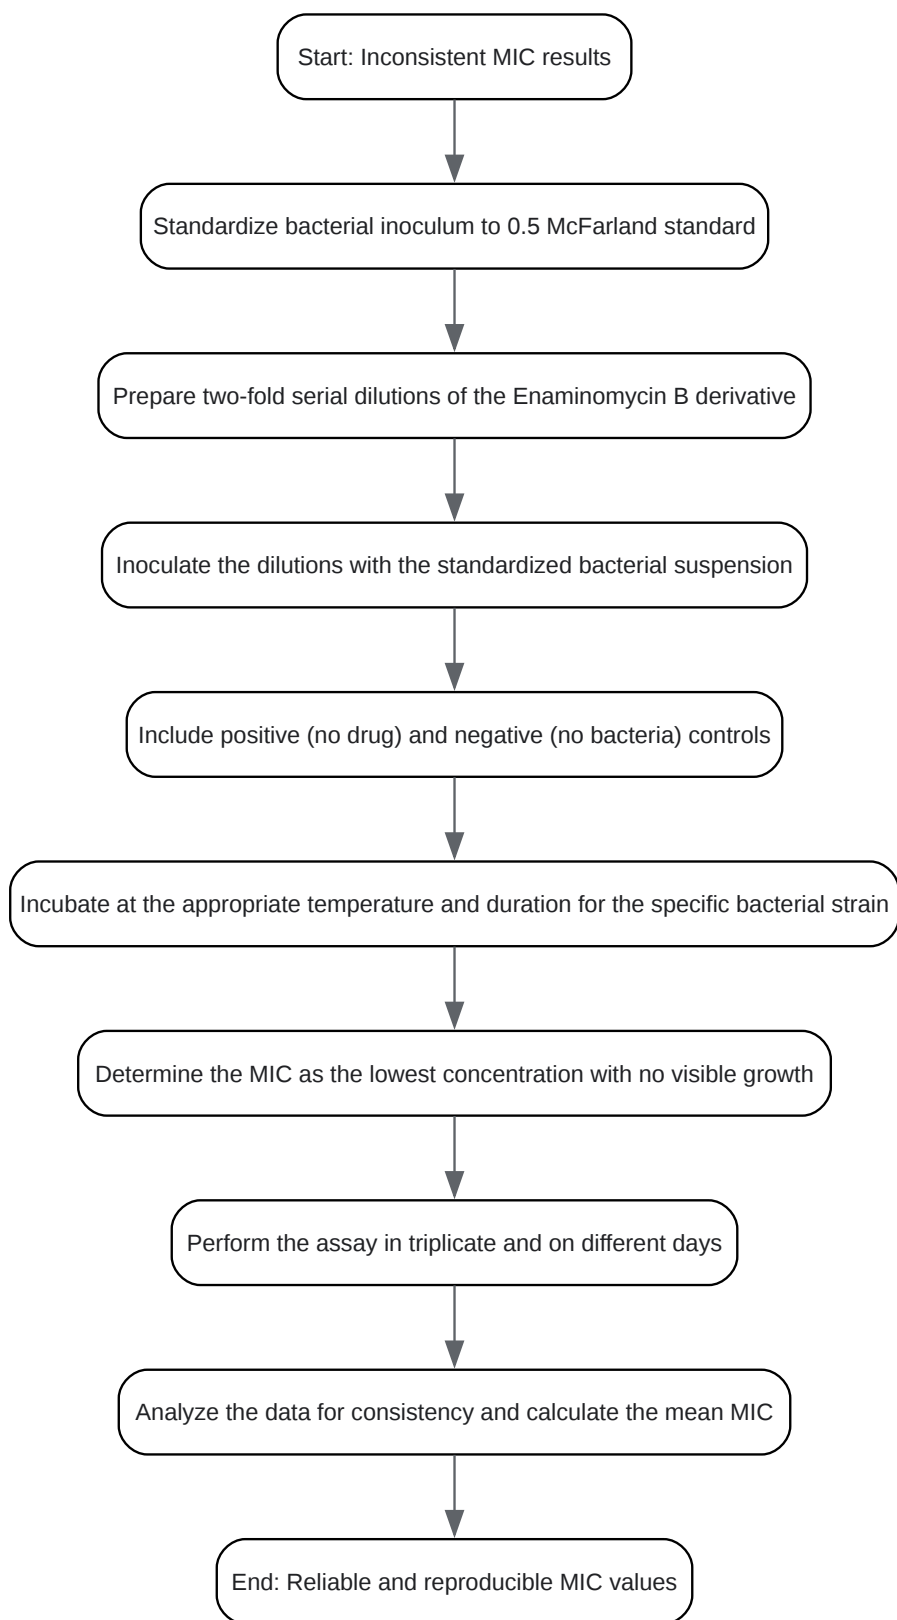 Start: Inconsistent MIC results
Standardize bacterial inoculum to 0.5 McFarland standard
Prepare two-fold serial dilutions of the Enaminomycin B derivative
Inoculate the dilutions with the standardized bacterial suspension
Include positive (no drug) and negative (no bacteria) controls
Incubate at the appropriate temperature and duration for the specific bacterial strain
Determine the MIC as the lowest concentration with no visible growth
Perform the assay in triplicate and on different days
Analyze the data for consistency and calculate the mean MIC
End: Reliable and reproducible MIC values